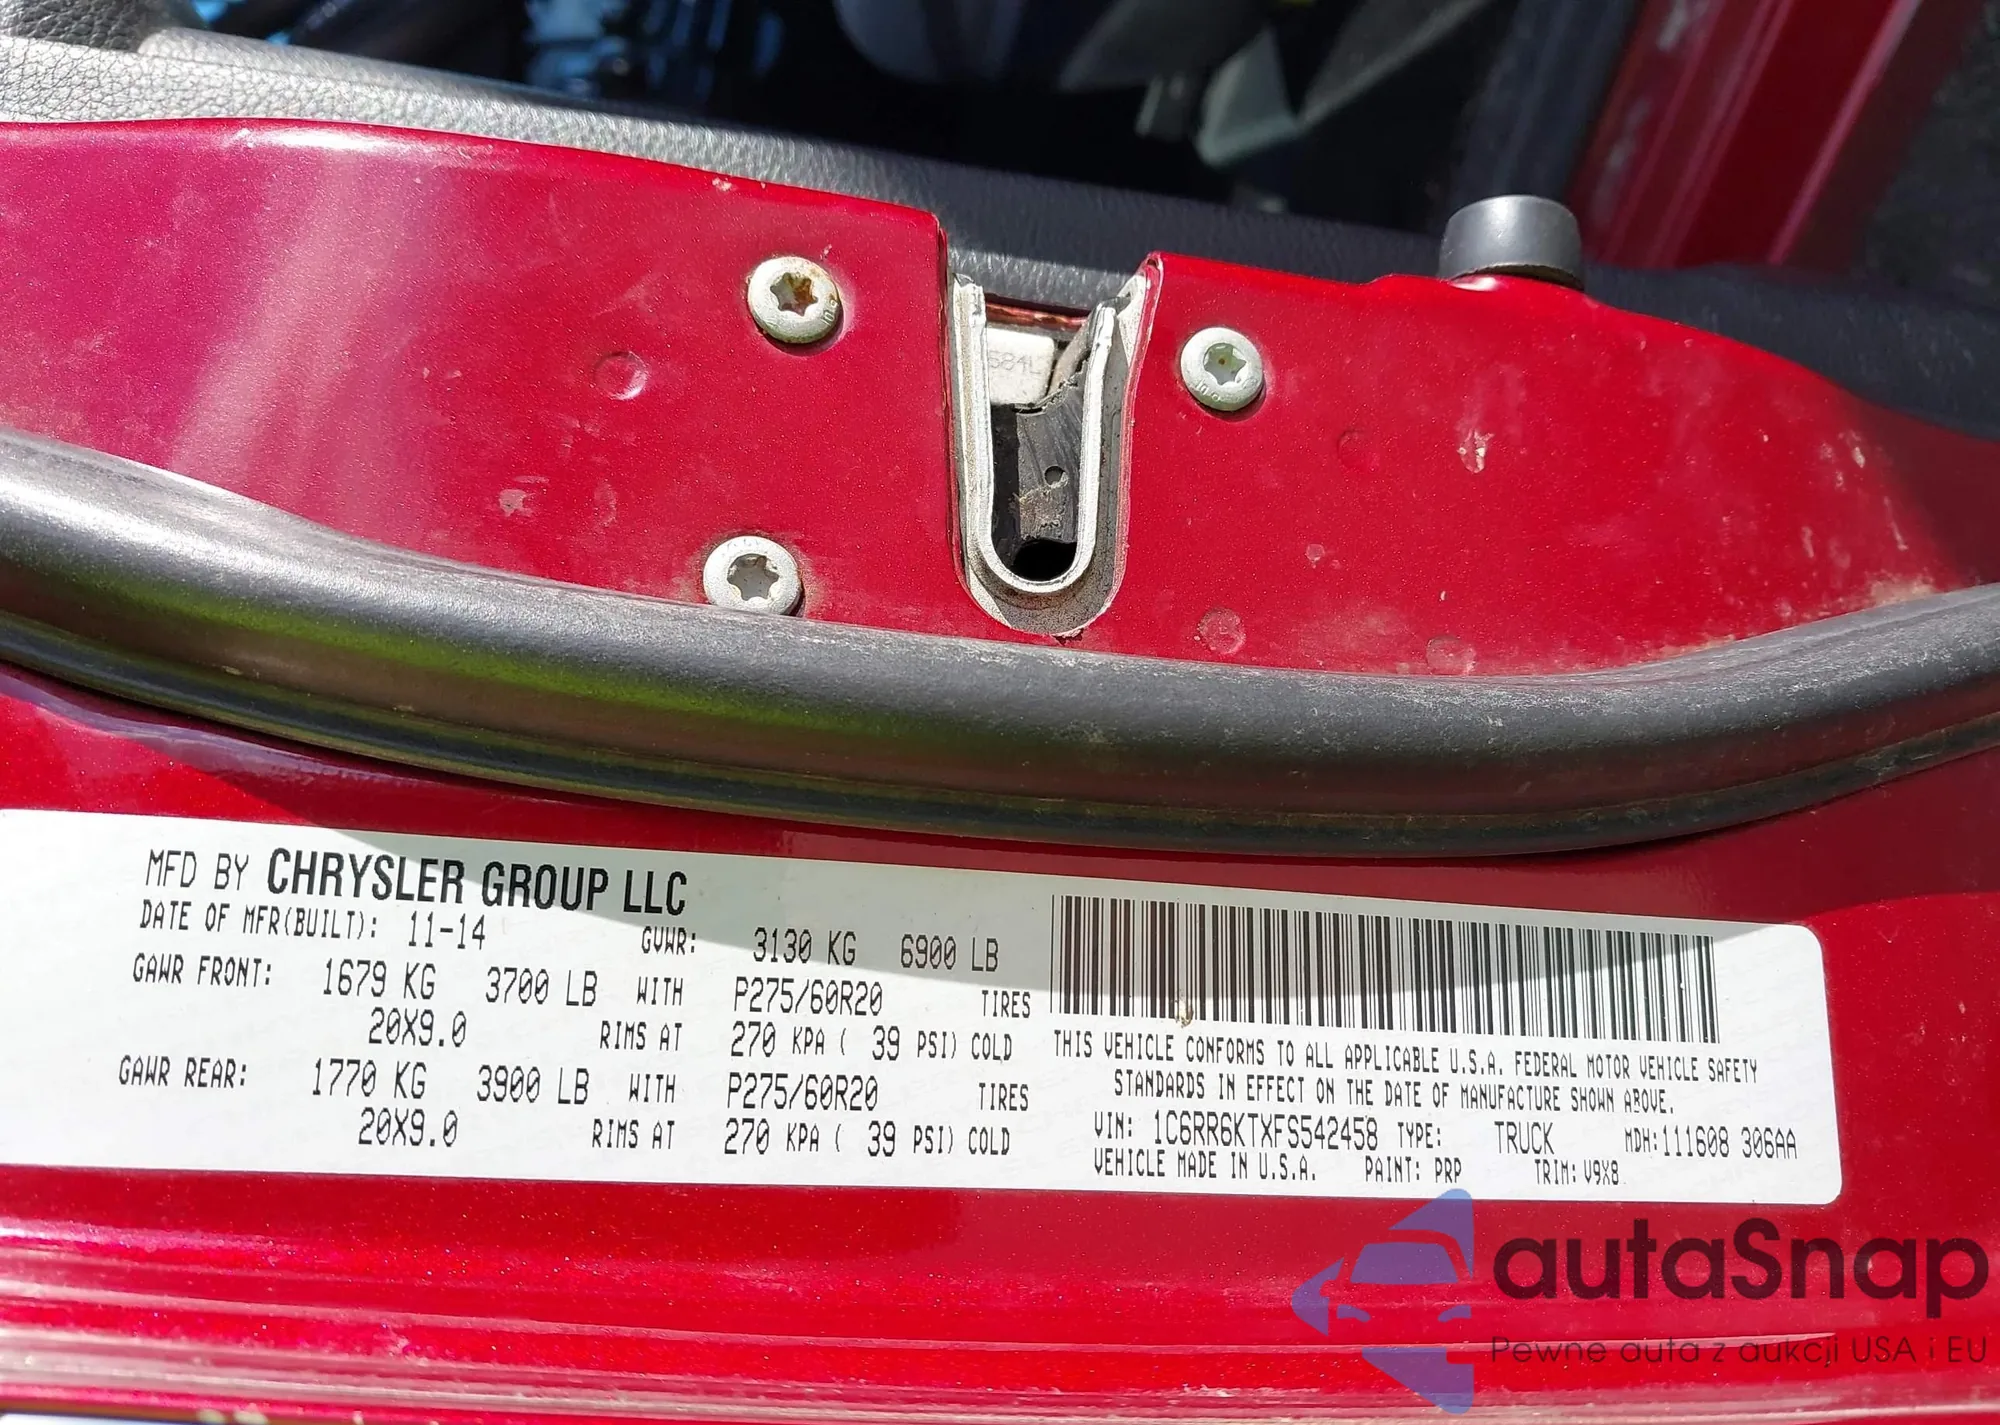 684L
MFD BY CHRYSLER GROUP LLC
DATE OF MFR(BUILT): 11-14 GVWR: 3130 KG 6900 LB
GAWR FRONT: 1679 KG 3700 LB WITH P275/60R20 TIRES
20X9.0 RIMS AT 270 KPA ( 39 PSI) COLD
GAWR REAR: 1770 KG 3900 LB WITH P275/60R20 TIRES
20X9.0 RIMS AT 270 KPA ( 39 PSI) COLD
THIS VEHICLE CONFORMS TO ALL APPLICABLE U.S.A. FEDERAL MOTOR VEHICLE SAFETY
STANDARDS IN EFFECT ON THE DATE OF MANUFACTURE SHOWN ABOVE.
VIN: 1C6RR6KTXFS542458 TYPE: TRUCK MDH:111608 306AA
VEHICLE MADE IN U.S.A. PAINT: PRP TRIM: V9X8
autaSnap
Pewne auta z aukcji USA i EU